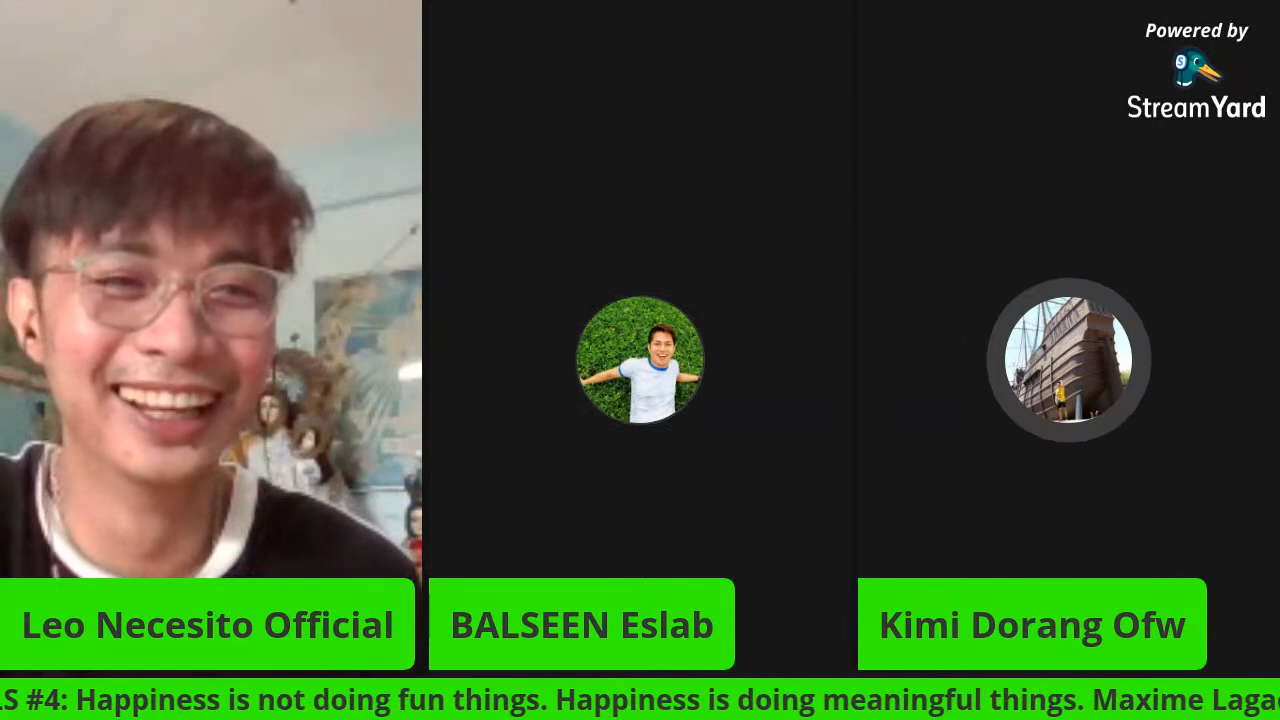 Powered by
StreamYard
Leo Necesito Official
BALSEEN Eslab
Kimi Dorang Ofw
#4: Happiness is not doing fun things. Happiness is doing meaningful things. Maxime